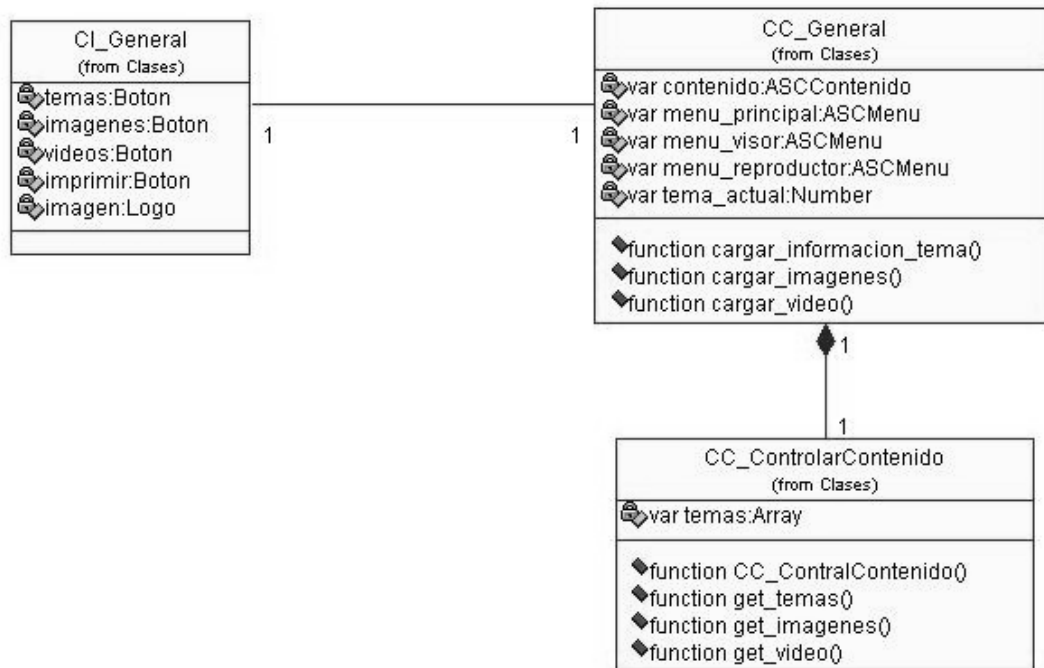 CI_General
(from Clases)
temas:Boton
imagenes:Boton
videos:Boton
imprimir:Boton
imagen:Logo
1
1
CC_General
(from Clases)
var contenido:ASCContenido
var menu_principal:ASCMenu
var menu_visor:ASCMenu
var menu_reproductor:ASCMenu
var tema_actual:Number
function cargar_informacion_tema()
function cargar_imagenes()
function cargar_video()
1
1
CC_ControlarContenido
(from Clases)
var temas:Array
function CC_ContralContenido()
function get_temas()
function get_imagenes()
function get_video()